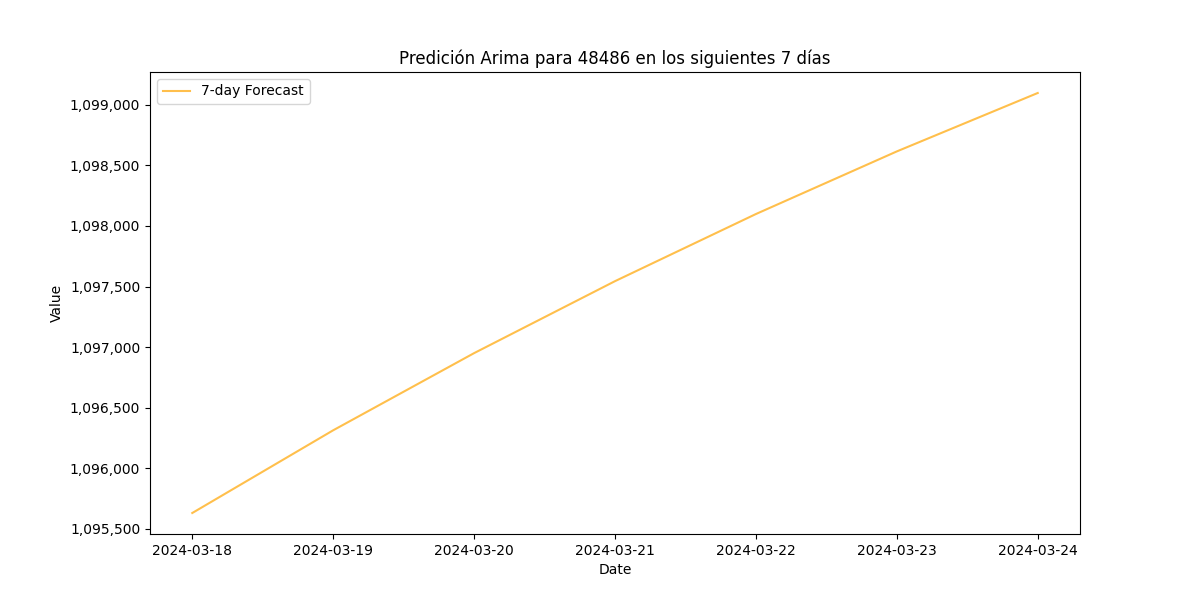 Predición Arima para 48486 en los siguientes 7 días
7-day Forecast
Value
1,099,000
1,098,500
1,098,000
1,097,500
1,097,000
1,096,500
1,096,000
1,095,500
2024-03-18 2024-03-19 2024-03-20 2024-03-21 2024-03-22 2024-03-23 2024-03-24
Date